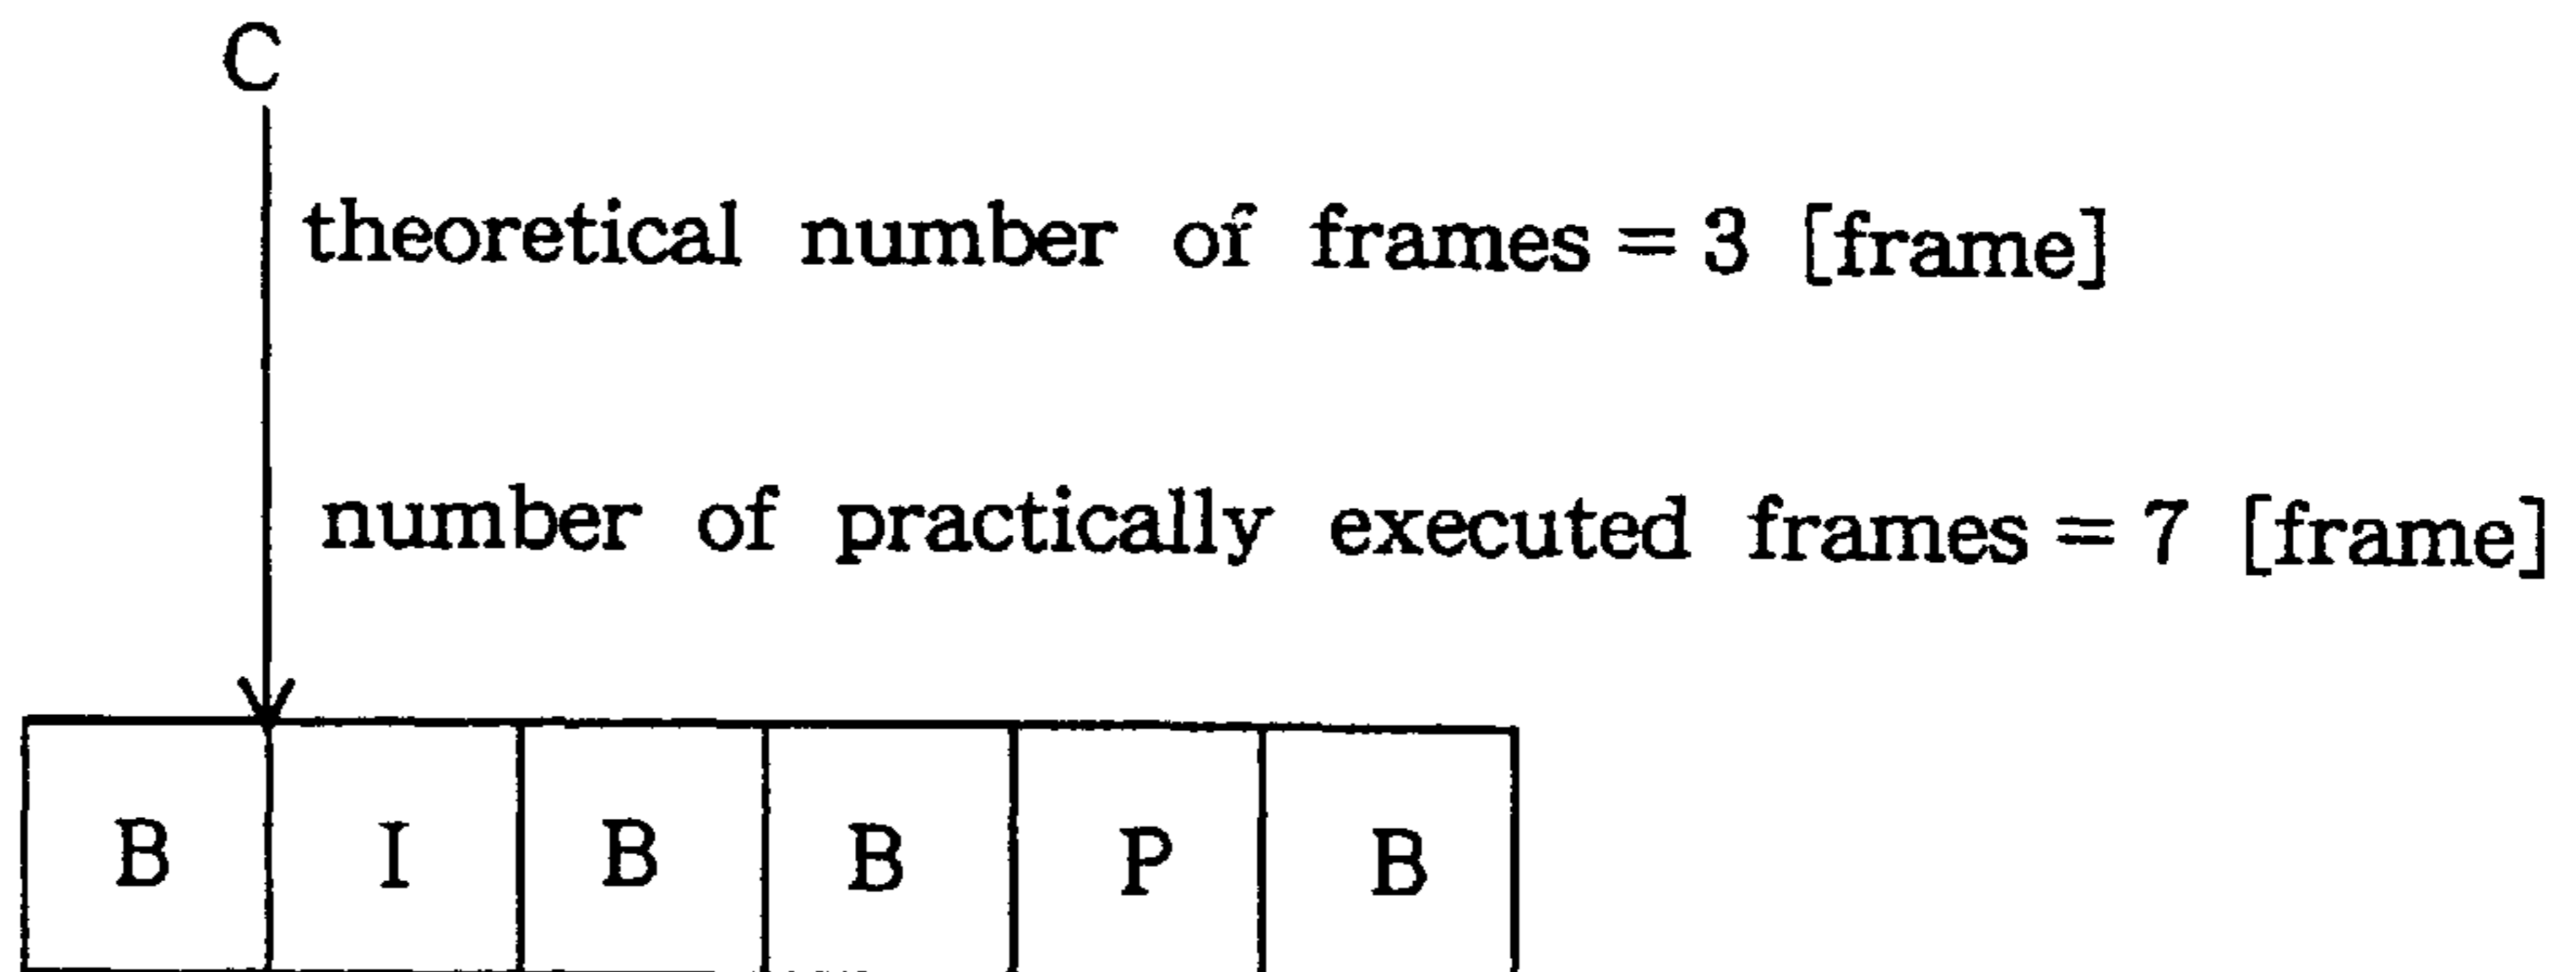 C
theoretical number of frames = 3 [frame]
number of practically executed frames = 7 [frame]
B I B B P B